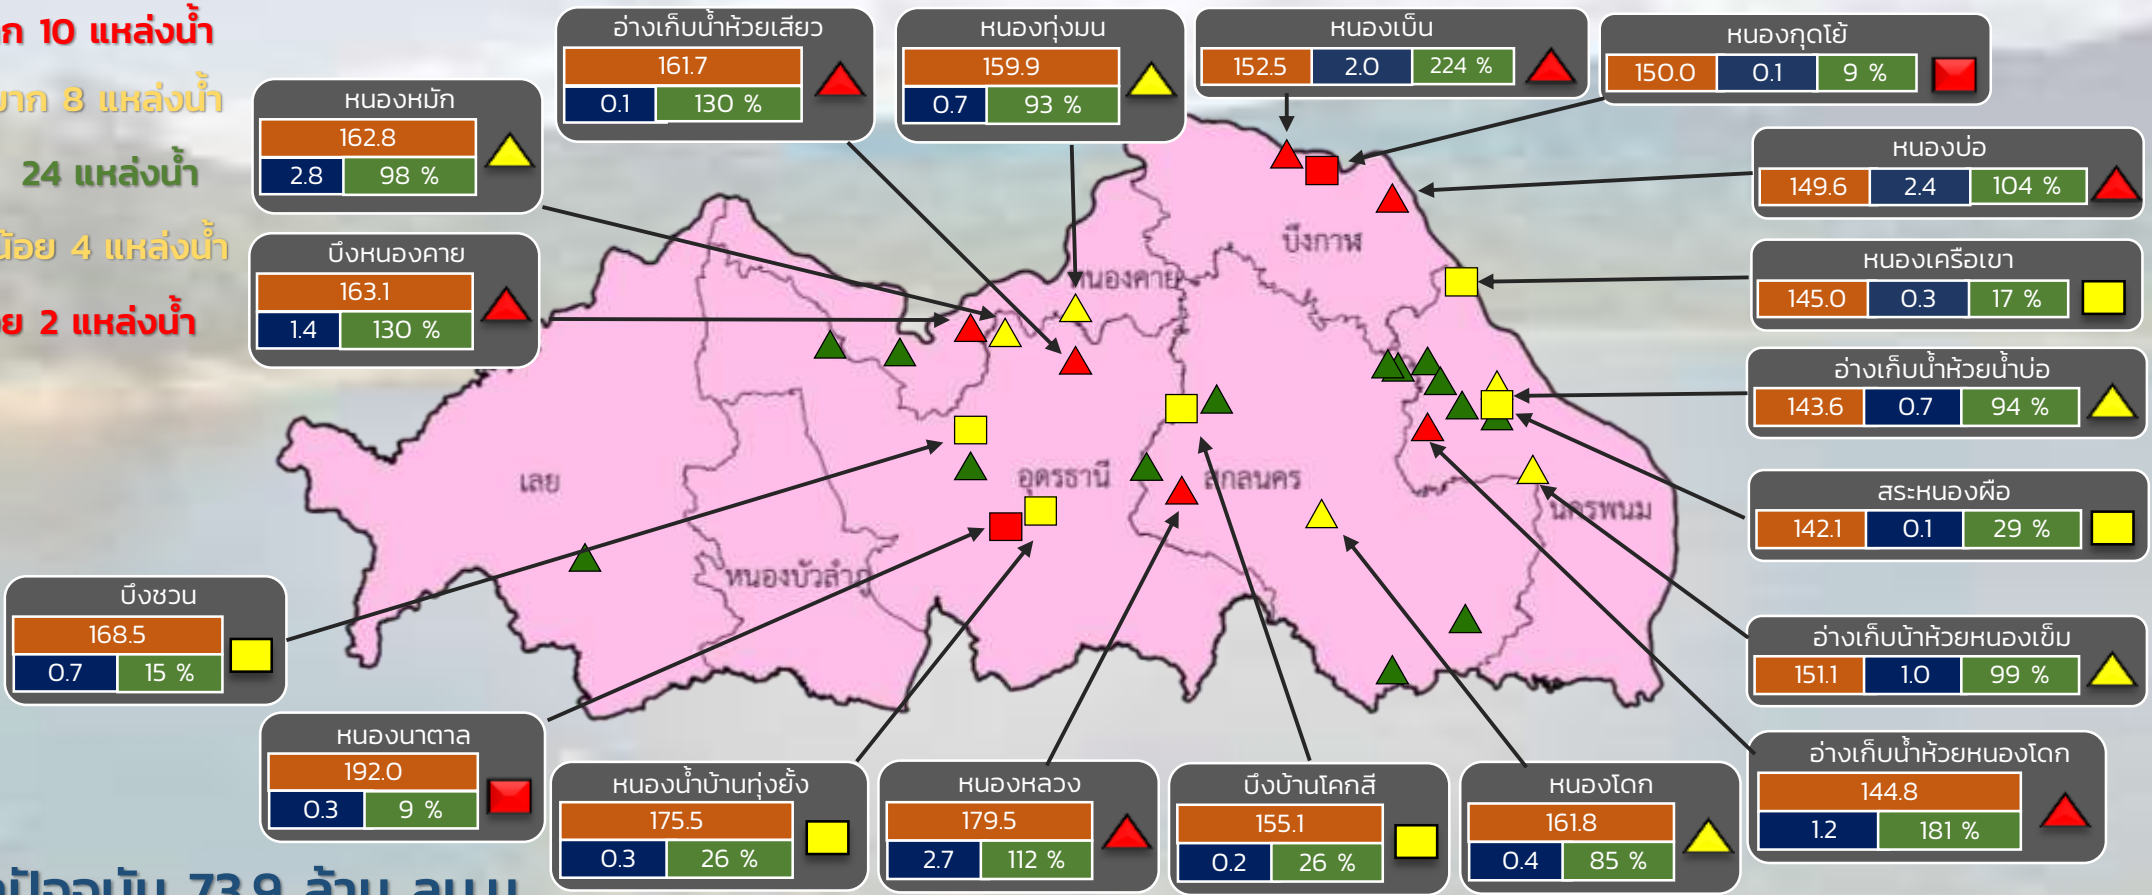 10 แหล่งน้ำ
8 แหล่งน้ำ
24 แหล่งน้ำ
น้อย 4 แหล่งน้ำ
2 แหล่งน้ำ
หนองหมัก
162.8
2.8 98 %
บึงหนองคาย
163.1
1.4 130 %
อ่างเก็บน้ำห้วยเสียว
161.7
0.1 130 %
หนองทุ่งมน
159.9
0.7 93 %
หนองเบ็น
152.5 2.0 224 %
หนองกุดโย้
150.0 0.1 9 %
หนองบ่อ
149.6 2.4 104 %
หนองเครือเขา
145.0 0.3 17 %
อ่างเก็บน้ำห้วยน้ำบ่อ
143.6 0.7 94 %
สระหนองผือ
142.1 0.1 29 %
อ่างเก็บน้าห้วยหนองเข็ม
151.1 1.0 99 %
อ่างเก็บน้ำห้วยหนองโดก
144.8
1.2 181 %
บึงกาฬ
หนองคาย
เลย
อุดรธานี
สกลนคร
นครพนม
หนองบัวลำภู
บึงชวน
168.5
0.7 15 %
หนองนาตาล
192.0
0.3 9 %
หนองน้ำบ้านทุ่งยั้ง
175.5
0.3 26 %
หนองหลวง
179.5
2.7 112 %
บึงบ้านโคกสี
155.1
0.2 26 %
หนองโดก
161.8
0.4 85 %
73.9 ล้าน ลบ.ม